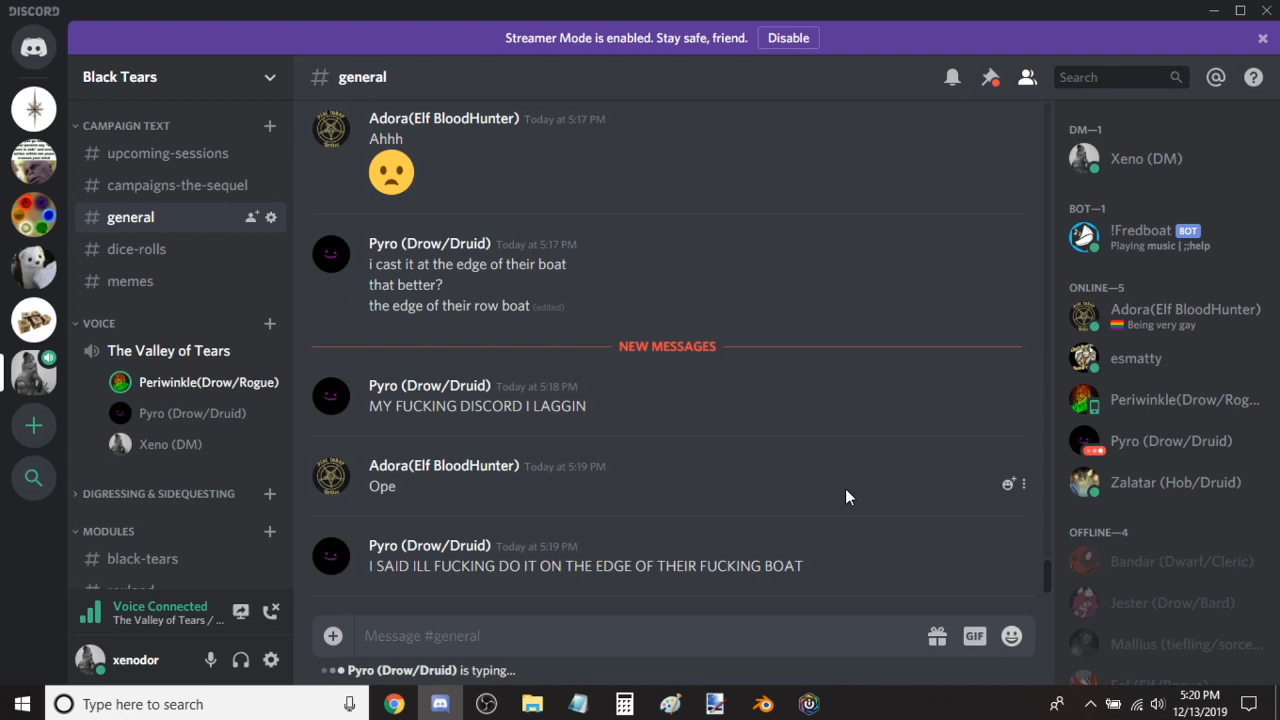 DISCORD
Streamer Mode is enabled. Stay safe, friend. Disable
Black Tears
CAMPAIGN TEXT
upcoming-sessions
campaigns-the-sequel
general
dice-rolls
memes
VOICE
The Valley of Tears
Periwinkle(Drow/Rogue)
Pyro (Drow/Druid)
Xeno (DM)
DIGRESSING & SIDEQUESTING
MODULES
black-tears
Voice Connected
The Valley of Tears / ...
xenodor
# general
Search
Adora(Elf BloodHunter) Today at 5:17 PM
Ahhh
Pyro (Drow/Druid) Today at 5:17 PM
i cast it at the edge of their boat
that better?
the edge of their row boat (edited)
NEW MESSAGES
Pyro (Drow/Druid) Today at 5:18 PM
MY FUCKING DISCORD I LAGGIN
Adora(Elf BloodHunter) Today at 5:19 PM
Ope
Pyro (Drow/Druid) Today at 5:19 PM
I SAID ILL FUCKING DO IT ON THE EDGE OF THEIR FUCKING BOAT
Message #general
GIF
Pyro (Drow/Druid) is typing...
DM—1
Xeno (DM)
BOT—1
!Fredboat BOT
Playing music | ;;help
ONLINE—5
Adora(Elf BloodHunter)
Being very gay
esmatty
Periwinkle(Drow/Rog...
Pyro (Drow/Druid)
Zalatar (Hob/Druid)
OFFLINE—4
Bandar (Dwarf/Cleric)
Jester (Drow/Bard)
Mallius (tiefling/sorce...
Type here to search
5:20 PM
12/13/2019